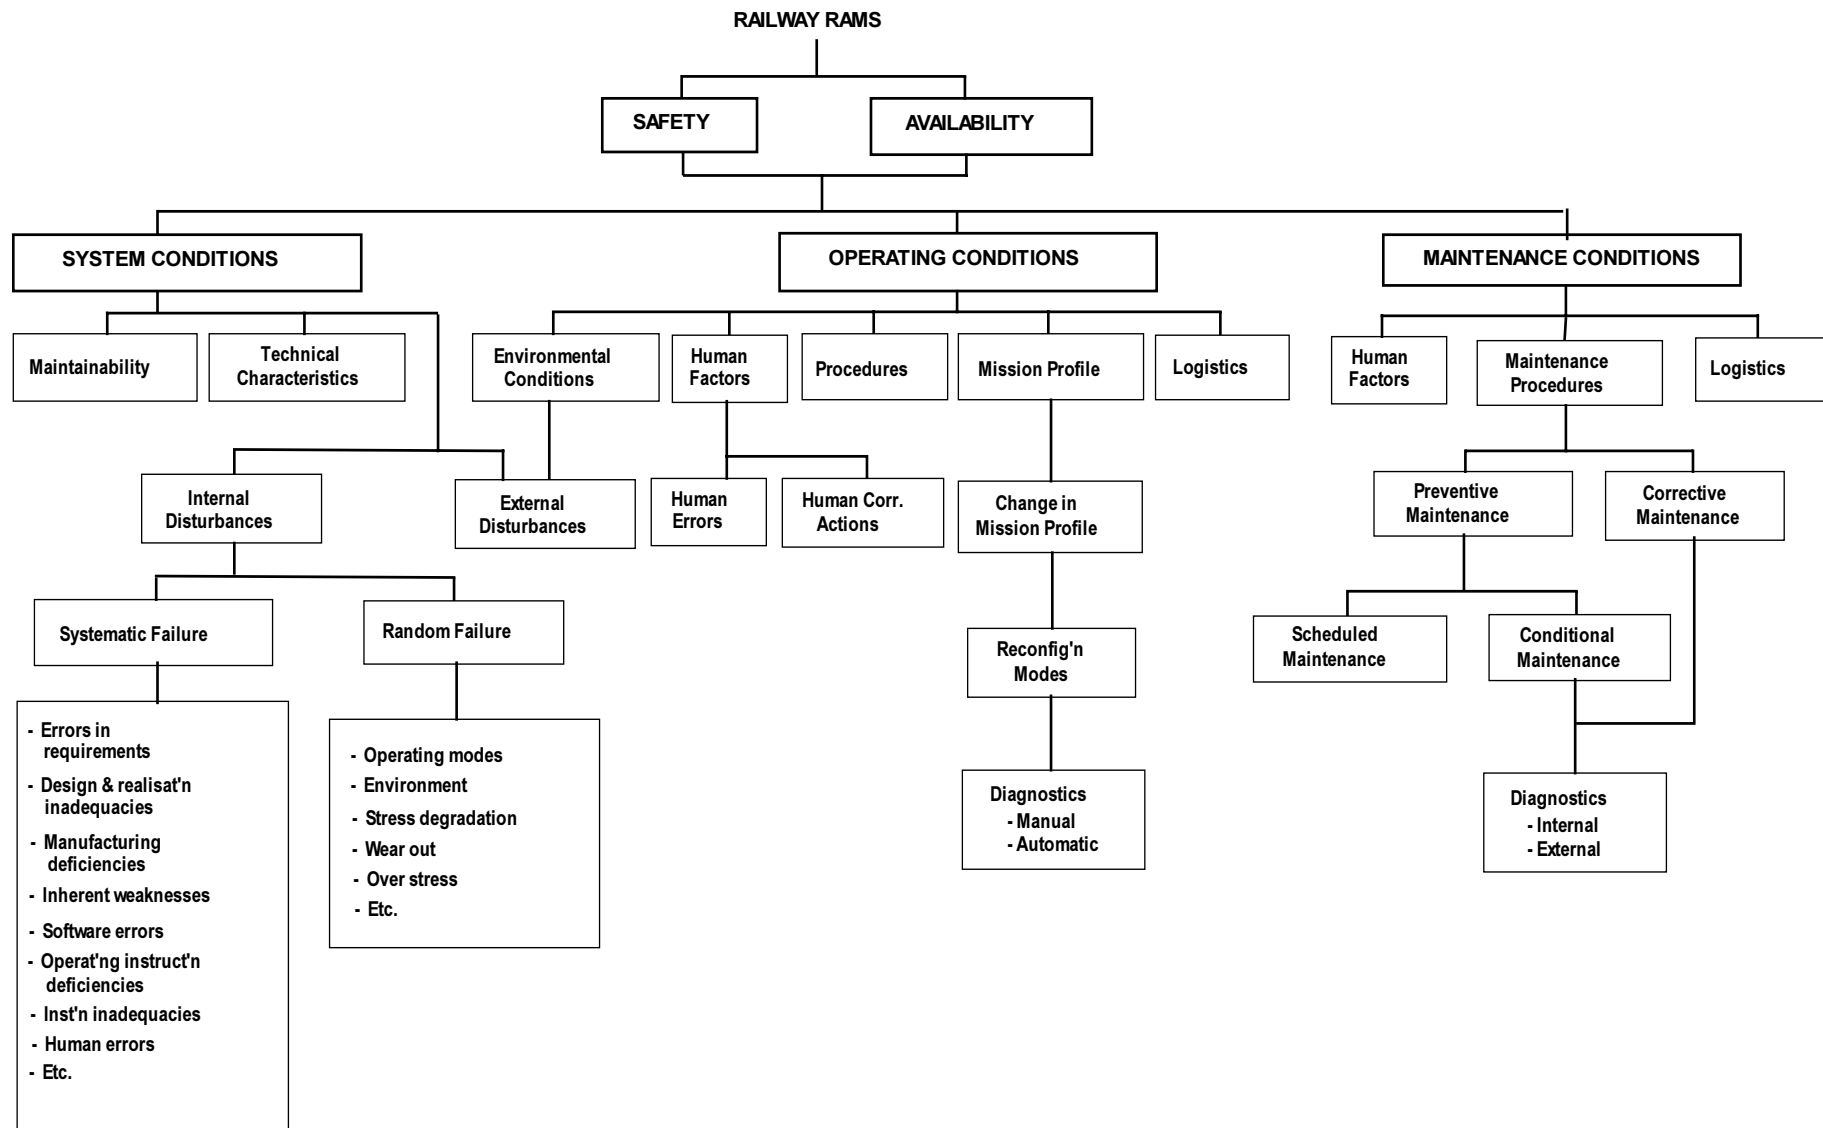 RAILWAY RAMS
SAFETY
AVAILABILITY
SYSTEM CONDITIONS
OPERATING CONDITIONS
MAINTENANCE CONDITIONS
Maintainability
Technical
Characteristics
Environmental
Conditions
Human
Factors
Procedures
Mission Profile
Logistics
Human
Factors
Maintenance
Procedures
Logistics
Internal
Disturbances
External
Disturbances
Human
Errors
Human Corr.
Actions
Change in
Mission Profile
Preventive
Maintenance
Corrective
Maintenance
Systematic Failure
Random Failure
Reconfig'n
Modes
Scheduled
Maintenance
Conditional
Maintenance
- Errors in
requirements
- Design & realisat'n
inadequacies
- Manufacturing
deficiencies
- Inherent weaknesses
- Software errors
- Operat'ng instruct'n
deficiencies
- Inst'n inadequacies
- Human errors
- Etc.
- Operating modes
- Environment
- Stress degradation
- Wear out
- Over stress
- Etc.
Diagnostics
- Manual
- Automatic
Diagnostics
- Internal
- External